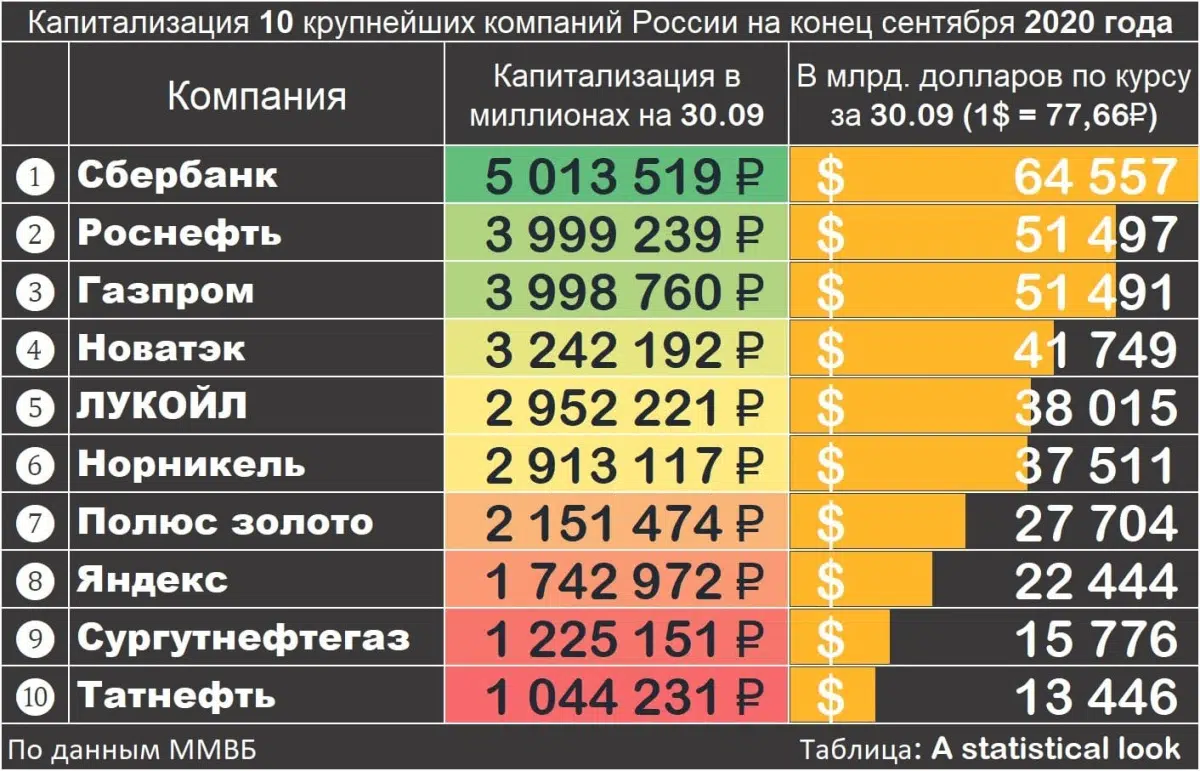 Капитализация 10 крупнейших компаний России на конец сентября 2020 года
Компания
Капитализация в
миллионах на 30.09
В млрд. долларов по курсу
за 30.09 (1$ = 77,66₽)
1 Сбербанк 5 013 519 ₽ $ 64 557
2 Роснефть 3 999 239 ₽ $ 51 497
3 Газпром 3 998 760 ₽ $ 51 491
4 Новатэк 3 242 192 ₽ $ 41 749
5 ЛУКОЙЛ 2 952 221 ₽ $ 38 015
6 Норникель 2 913 117 ₽ $ 37 511
7 Полюс золото 2 151 474 ₽ $ 27 704
8 Яндекс 1 742 972 ₽ $ 22 444
9 Сургутнефтегаз 1 225 151 ₽ $ 15 776
10 Татнефть 1 044 231 ₽ $ 13 446
По данным ММВБ
Таблица: A statistical look